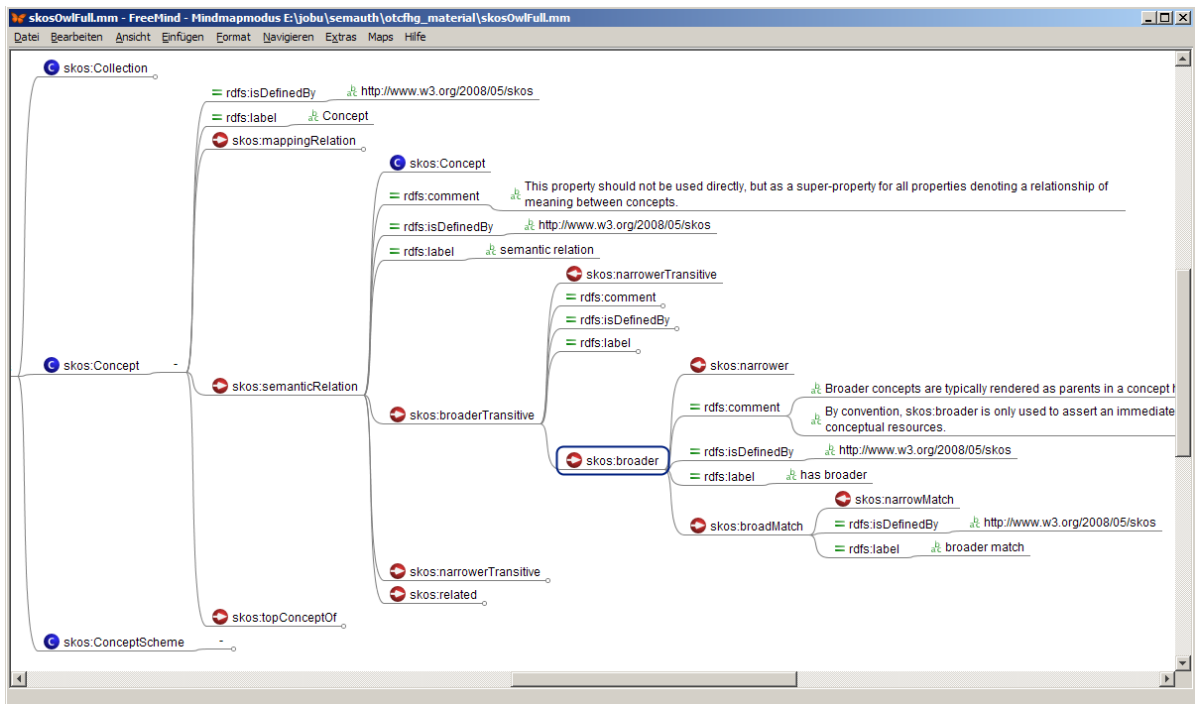 skosOwlFull.mm - FreeMind - Mindmapmodus E:\jobu\semauth\otcfhg_material\skosOwlFull.mm
Datei Bearbeiten Ansicht Einfügen Format Navigieren Extras Maps Hilfe
C skos:Collection
rdfs:isDefinedBy http://www.w3.org/2008/05/skos
rdfs:label Concept
skos:mappingRelation
C skos:Concept
rdfs:comment This property should not be used directly, but as a super-property for all properties denoting a relationship of
meaning between concepts.
rdfs:isDefinedBy http://www.w3.org/2008/05/skos
rdfs:label semantic relation
skos:narrowerTransitive
rdfs:comment
rdfs:isDefinedBy
rdfs:label
C skos:Concept -
skos:semanticRelation
skos:broaderTransitive
skos:narrower
rdfs:comment Broader concepts are typically rendered as parents in a concept h
By convention, skos:broader is only used to assert an immediate
conceptual resources.
skos:broader
rdfs:isDefinedBy http://www.w3.org/2008/05/skos
rdfs:label has broader
skos:narrowMatch
skos:broadMatch
rdfs:isDefinedBy http://www.w3.org/2008/05/skos
rdfs:label broader match
skos:narrowerTransitive
skos:related
skos:topConceptOf
C skos:ConceptScheme -